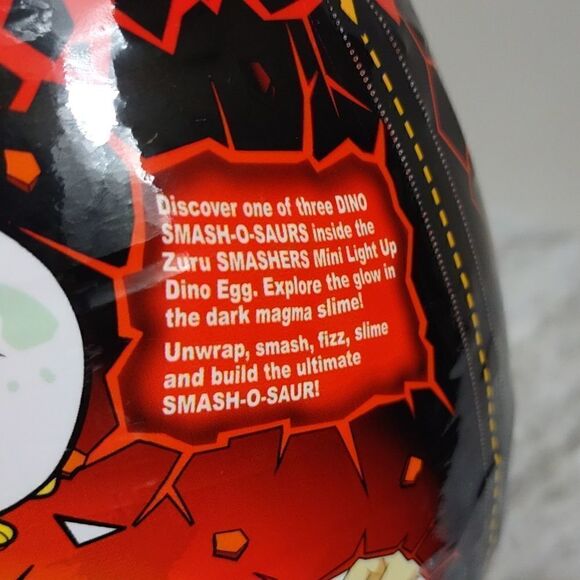 Discover one of three DINO
SMASH-O-SAURS inside the
Zuru SMASHERS Mini Light Up
Dino Egg. Explore the glow in
the dark magma slime!
Unwrap, smash, fizz, slime
and build the ultimate
SMASH-O-SAUR!